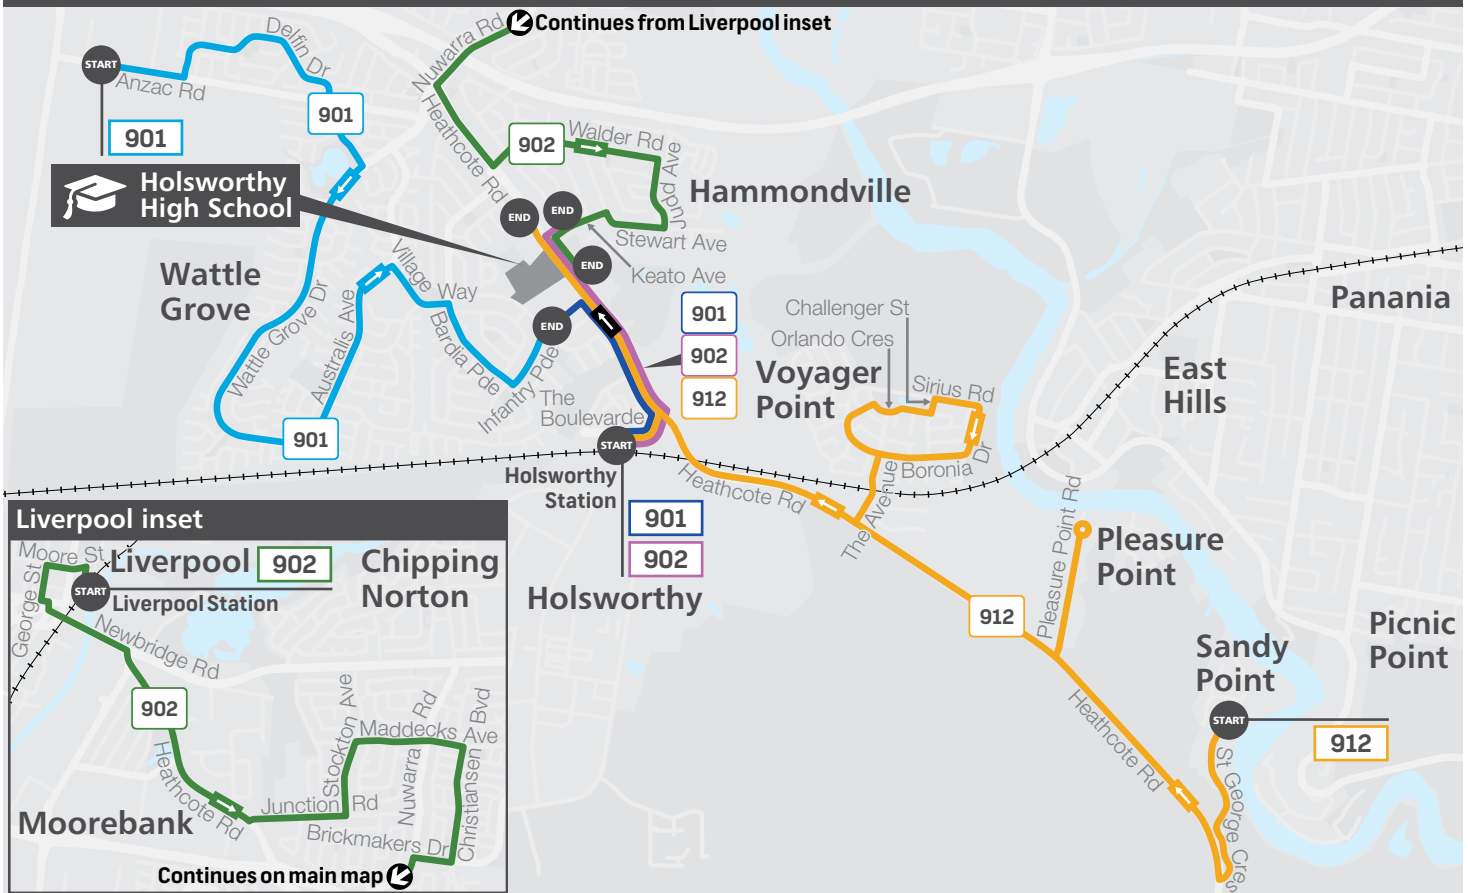 Continues from Liverpool inset
Nuwarra Rd
Delfin Dr
START
Anzac Rd
901
901
Heathcote Rd
902
Walder Rd
Judd Ave
Holsworthy
High School
Hammondville
END
END
Stewart Ave
Keato Ave
END
Wattle
Grove
Village Way
Wattle Grove Dr
Australis Ave
Bardia Pde
END
Infantry Pde
The
Boulevarde
901
901
902
912
Challenger St
Orlando Cres
Voyager
Point
Sirius Rd
Boronia Dr
The Avenue
Panania
East
Hills
START
Holsworthy
Station
901
902
Holsworthy
Heathcote Rd
Pleasure Point Rd
Pleasure
Point
912
Heathcote Rd
Sandy
Point
START
912
St George Cres
Picnic
Point
Liverpool inset
Moore St
Liverpool
902
START
Liverpool Station
Chipping
Norton
George St
Newbridge Rd
902
Heathcote Rd
Stockton Ave
Junction Rd
Maddecks Ave
Nuwarra Rd
Christiansen Bvd
Brickmakers Dr
Moorebank
Continues on main map